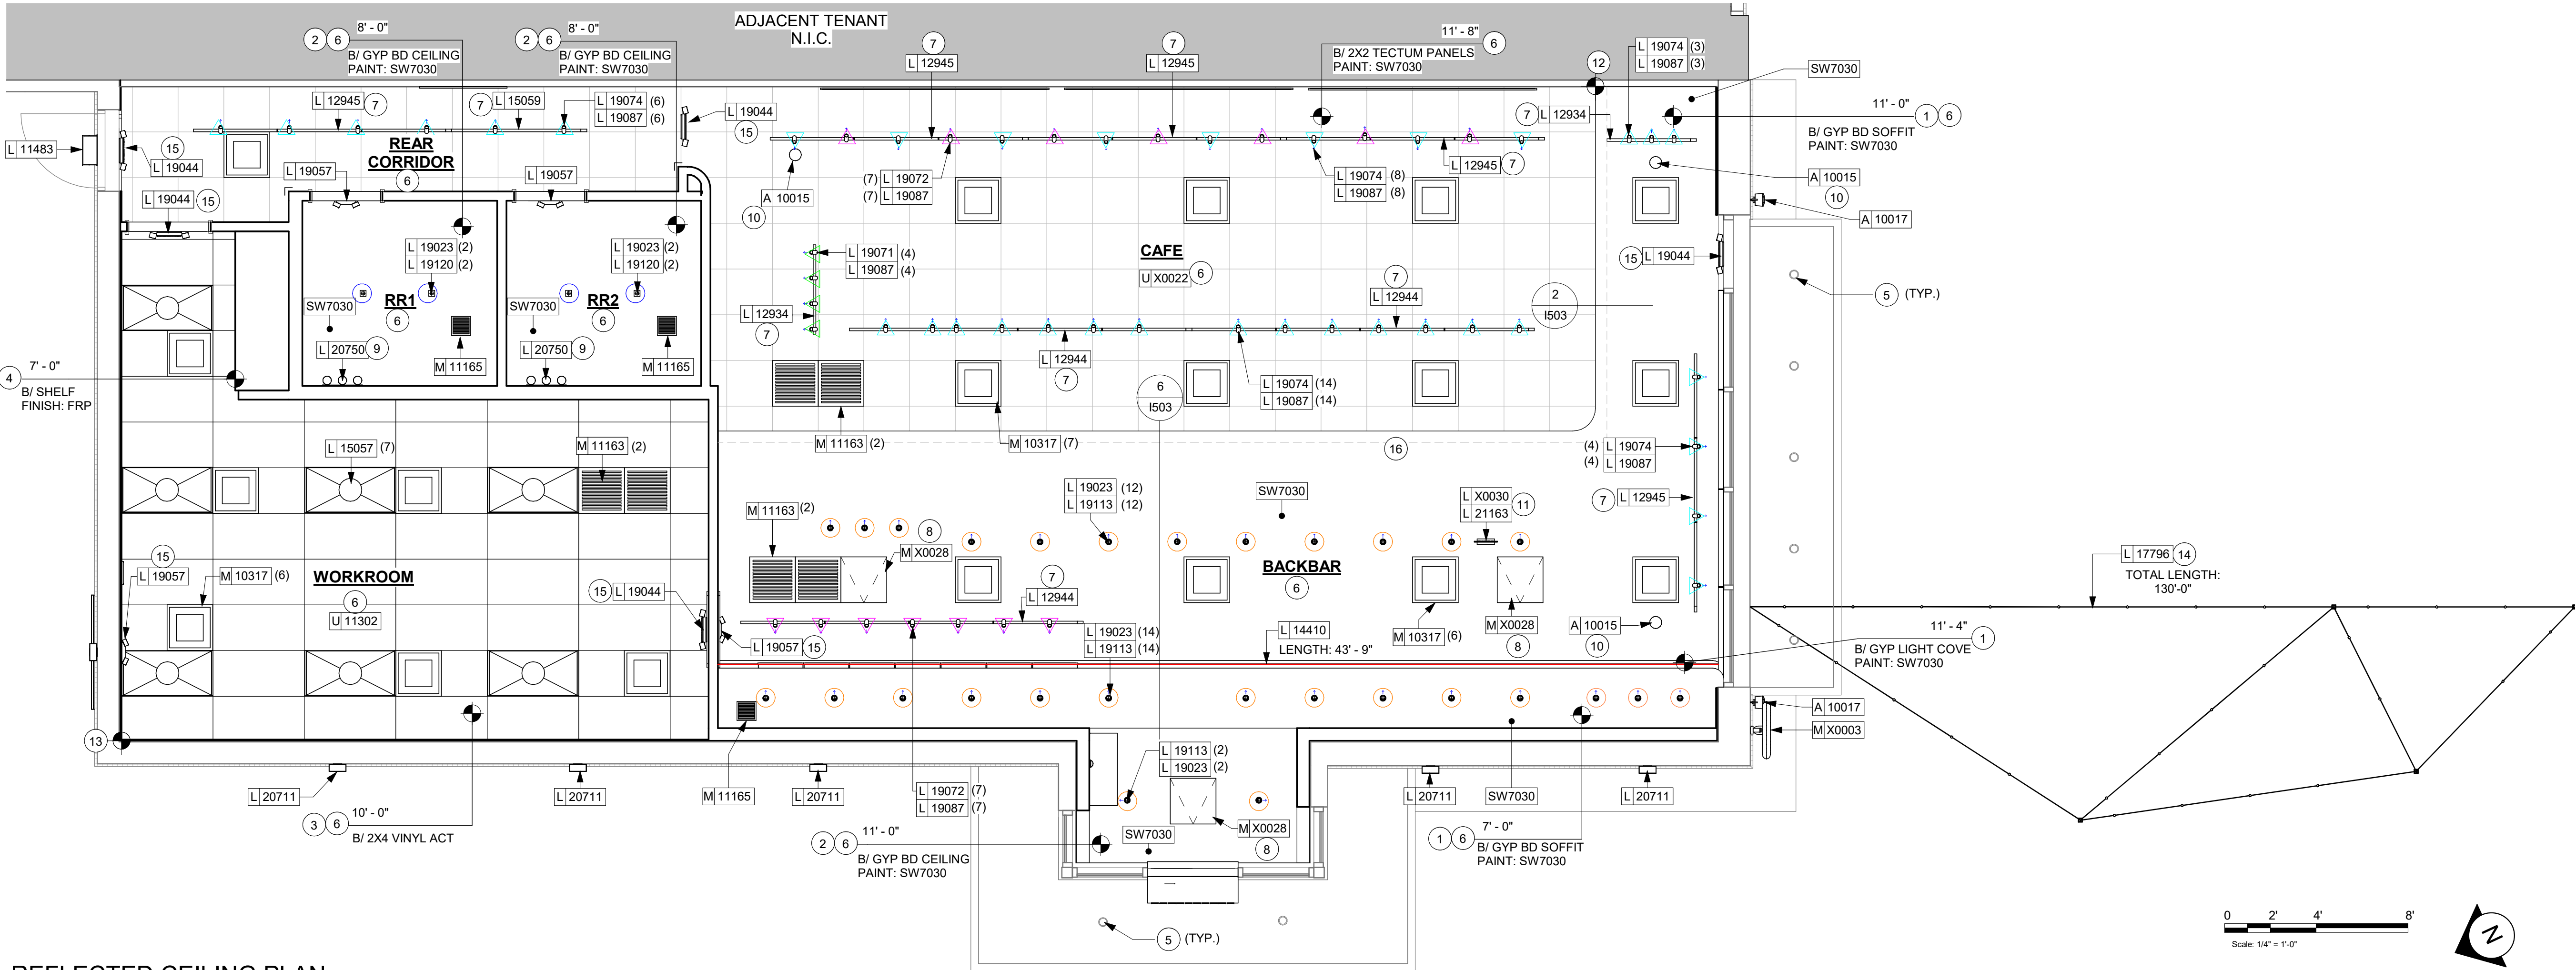 ADJACENT TENANT
N.I.C.
2 6 8' - 0"
B/ GYP BD CEILING
PAINT: SW7030
2 6 8' - 0"
B/ GYP BD CEILING
PAINT: SW7030
7
L 12945
7
L 12945
11' - 8" 6
B/ 2X2 TECTUM PANELS
PAINT: SW7030
12
L 19074 (3)
L 19087 (3)
SW7030
11' - 0" 1 6
B/ GYP BD SOFFIT
PAINT: SW7030
L 12945 7
7 L 15059
L 19074 (6)
L 19087 (6)
L 19044
15
7 L 12934
L 11483
15
L 19044
REAR
CORRIDOR
6
L 19057
L 19057
L 19044 15
A 10015
10
(7) L 19072
(7) L 19087
L 19074 (8)
L 19087 (8)
L 12945 7
A 10015
10
A 10017
L 19023 (2)
L 19120 (2)
L 19023 (2)
L 19120 (2)
L 19071 (4)
L 19087 (4)
CAFE
U X0022 6
15 L 19044
SW7030
RR1
6
SW7030
RR2
6
L 12934
7
7
L 12944
2
I503
5 (TYP.)
L 20750 9
M 11165
L 20750 9
M 11165
L 12944
7
4 7' - 0"
B/ SHELF
FINISH: FRP
6
I503
L 19074 (14)
L 19087 (14)
M 11163 (2)
M 10317 (7)
16
L 15057 (7)
M 11163 (2)
(4) L 19074
(4) L 19087
L 19023 (12)
L 19113 (12)
SW7030
L X0030
L 21163
11
7 L 12945
M 11163 (2)
8
M X0028
15
L 19057
M 10317 (6)
WORKROOM
6
U 11302
15 L 19044
7
L 12944
BACKBAR
6
L 17796 14
TOTAL LENGTH:
130'-0"
L 19057 15
L 19023 (14)
L 19113 (14)
L 14410
LENGTH: 43' - 9"
M 10317 (6)
M X0028
8
A 10015
10
11' - 4" 1
B/ GYP LIGHT COVE
PAINT: SW7030
A 10017
M X0003
13
L 19113 (2)
L 19023 (2)
L 20711
L 20711
M 11165
L 20711
L 19072 (7)
L 19087 (7)
L 20711
SW7030
L 20711
3 6 10' - 0"
B/ 2X4 VINYL ACT
2 6 11' - 0"
B/ GYP BD CEILING
PAINT: SW7030
SW7030
M X0028
8
1 6 7' - 0"
B/ GYP BD SOFFIT
PAINT: SW7030
5 (TYP.)
0 2' 4' 8'
Scale: 1/4" = 1'-0"
N
REFLECTED CEILING PLAN